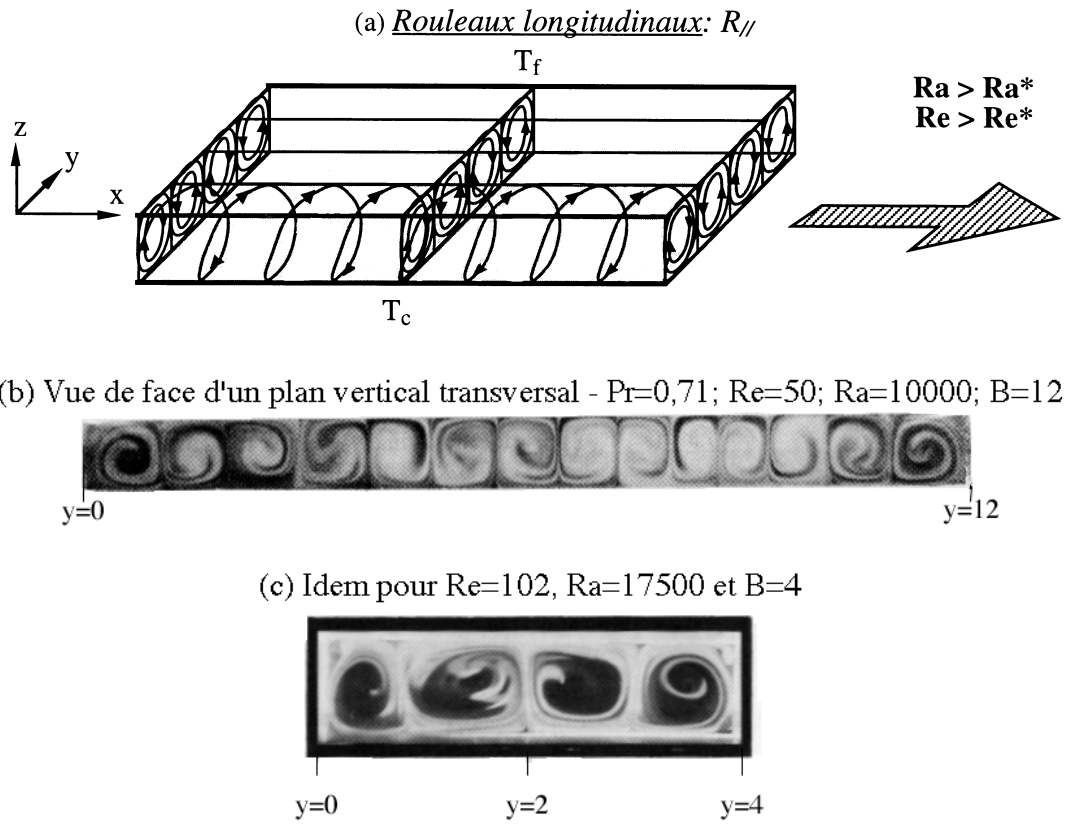 (a) Rouleaux longitudinaux: R//
T_f
Ra > Ra*
Re > Re*
z
y
x
T_c
(b) Vue de face d'un plan vertical transversal - Pr=0,71; Re=50; Ra=10000; B=12
y=0
y=12
(c) Idem pour Re=102, Ra=17500 et B=4
y=0
y=2
y=4